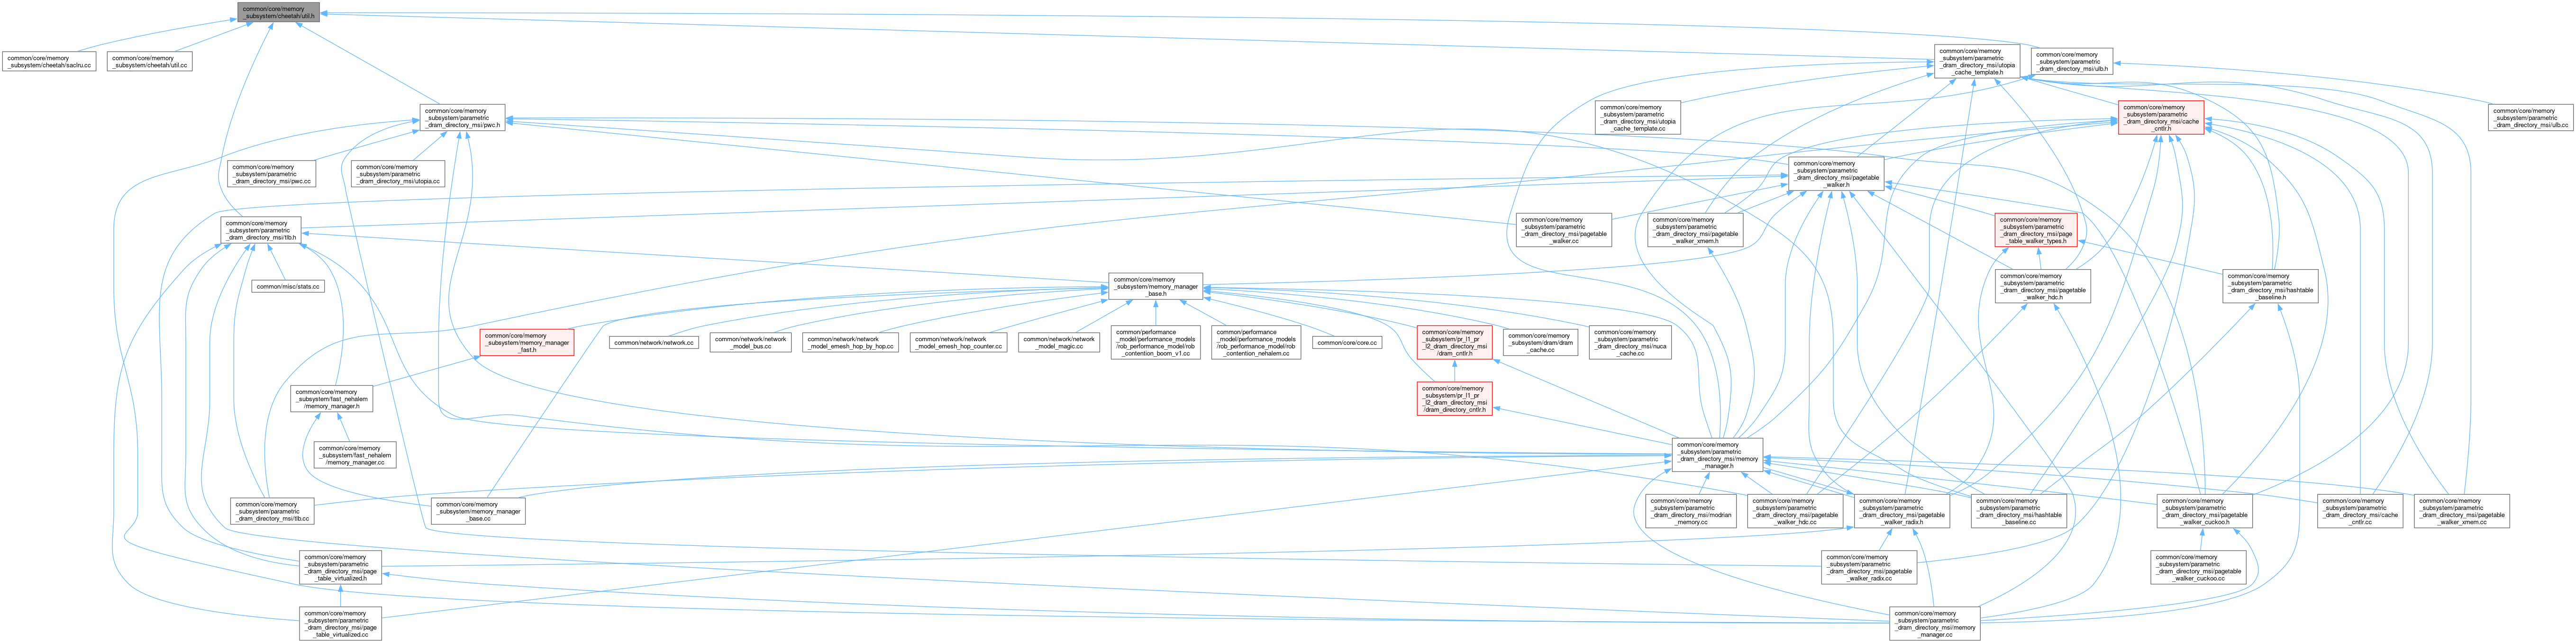 common/core/memory
_subsystem/cheetah/util.h
common/core/memory
_subsystem/cheetah/saclru.cc
common/core/memory
_subsystem/cheetah/util.cc
common/core/memory
_subsystem/parametric
_dram_directory_msi/utopia
_cache_template.h
common/core/memory
_subsystem/parametric
_dram_directory_msi/ulb.h
common/core/memory
_subsystem/parametric
_dram_directory_msi/pwc.h
common/core/memory
_subsystem/parametric
_dram_directory_msi/utopia
_cache_template.cc
common/core/memory
_subsystem/parametric
_dram_directory_msi/cache
_cntlr.h
common/core/memory
_subsystem/parametric
_dram_directory_msi/ulb.cc
common/core/memory
_subsystem/parametric
_dram_directory_msi/pwc.cc
common/core/memory
_subsystem/parametric
_dram_directory_msi/utopia.cc
common/core/memory
_subsystem/parametric
_dram_directory_msi/pagetable
_walker.h
common/core/memory
_subsystem/parametric
_dram_directory_msi/tlb.h
common/core/memory
_subsystem/parametric
_dram_directory_msi/pagetable
_walker.cc
common/core/memory
_subsystem/parametric
_dram_directory_msi/pagetable
_walker_xmem.h
common/core/memory
_subsystem/parametric
_dram_directory_msi/page
_table_walker_types.h
common/misc/stats.cc
common/core/memory
_subsystem/memory_manager
_base.h
common/core/memory
_subsystem/parametric
_dram_directory_msi/pagetable
_walker_hdc.h
common/core/memory
_subsystem/parametric
_dram_directory_msi/hashtable
_baseline.h
common/core/memory
_subsystem/memory_manager
_fast.h
common/network/network.cc
common/network/network
_model_bus.cc
common/network/network
_model_emesh_hop_by_hop.cc
common/network/network
_model_emesh_hop_counter.cc
common/network/network
_model_magic.cc
common/performance
_model/performance_models
/rob_performance_model/rob
_contention_boom_v1.cc
common/performance
_model/performance_models
/rob_performance_model/rob
_contention_nehalem.cc
common/core/core.cc
common/core/memory
_subsystem/pr_l1_pr
_l2_dram_directory_msi
/dram_cntlr.h
common/core/memory
_subsystem/dram/dram
_cache.cc
common/core/memory
_subsystem/parametric
_dram_directory_msi/nuca
_cache.cc
common/core/memory
_subsystem/fast_nehalem
/memory_manager.h
common/core/memory
_subsystem/pr_l1_pr
_l2_dram_directory_msi
/dram_directory_cntlr.h
common/core/memory
_subsystem/fast_nehalem
/memory_manager.cc
common/core/memory
_subsystem/parametric
_dram_directory_msi/memory
_manager.h
common/core/memory
_subsystem/parametric
_dram_directory_msi/tlb.cc
common/core/memory
_subsystem/memory_manager
_base.cc
common/core/memory
_subsystem/parametric
_dram_directory_msi/modrian
_memory.cc
common/core/memory
_subsystem/parametric
_dram_directory_msi/pagetable
_walker_hdc.cc
common/core/memory
_subsystem/parametric
_dram_directory_msi/pagetable
_walker_radix.h
common/core/memory
_subsystem/parametric
_dram_directory_msi/hashtable
_baseline.cc
common/core/memory
_subsystem/parametric
_dram_directory_msi/pagetable
_walker_cuckoo.h
common/core/memory
_subsystem/parametric
_dram_directory_msi/cache
_cntlr.cc
common/core/memory
_subsystem/parametric
_dram_directory_msi/pagetable
_walker_xmem.cc
common/core/memory
_subsystem/parametric
_dram_directory_msi/page
_table_virtualized.h
common/core/memory
_subsystem/parametric
_dram_directory_msi/pagetable
_walker_radix.cc
common/core/memory
_subsystem/parametric
_dram_directory_msi/pagetable
_walker_cuckoo.cc
common/core/memory
_subsystem/parametric
_dram_directory_msi/page
_table_virtualized.cc
common/core/memory
_subsystem/parametric
_dram_directory_msi/memory
_manager.cc